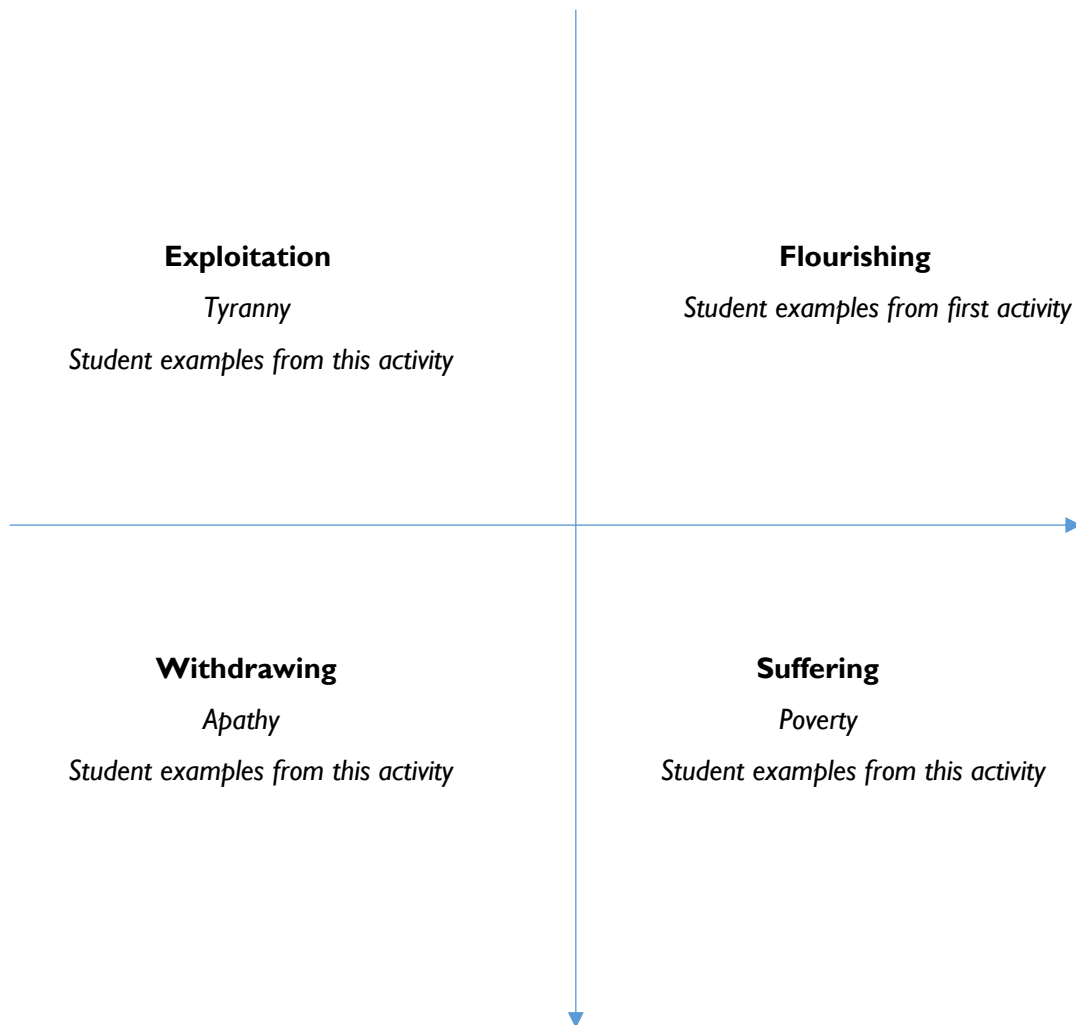 Exploitation
Tyranny
Student examples from this activity
Flourishing
Student examples from first activity
Withdrawing
Apathy
Student examples from this activity
Suffering
Poverty
Student examples from this activity